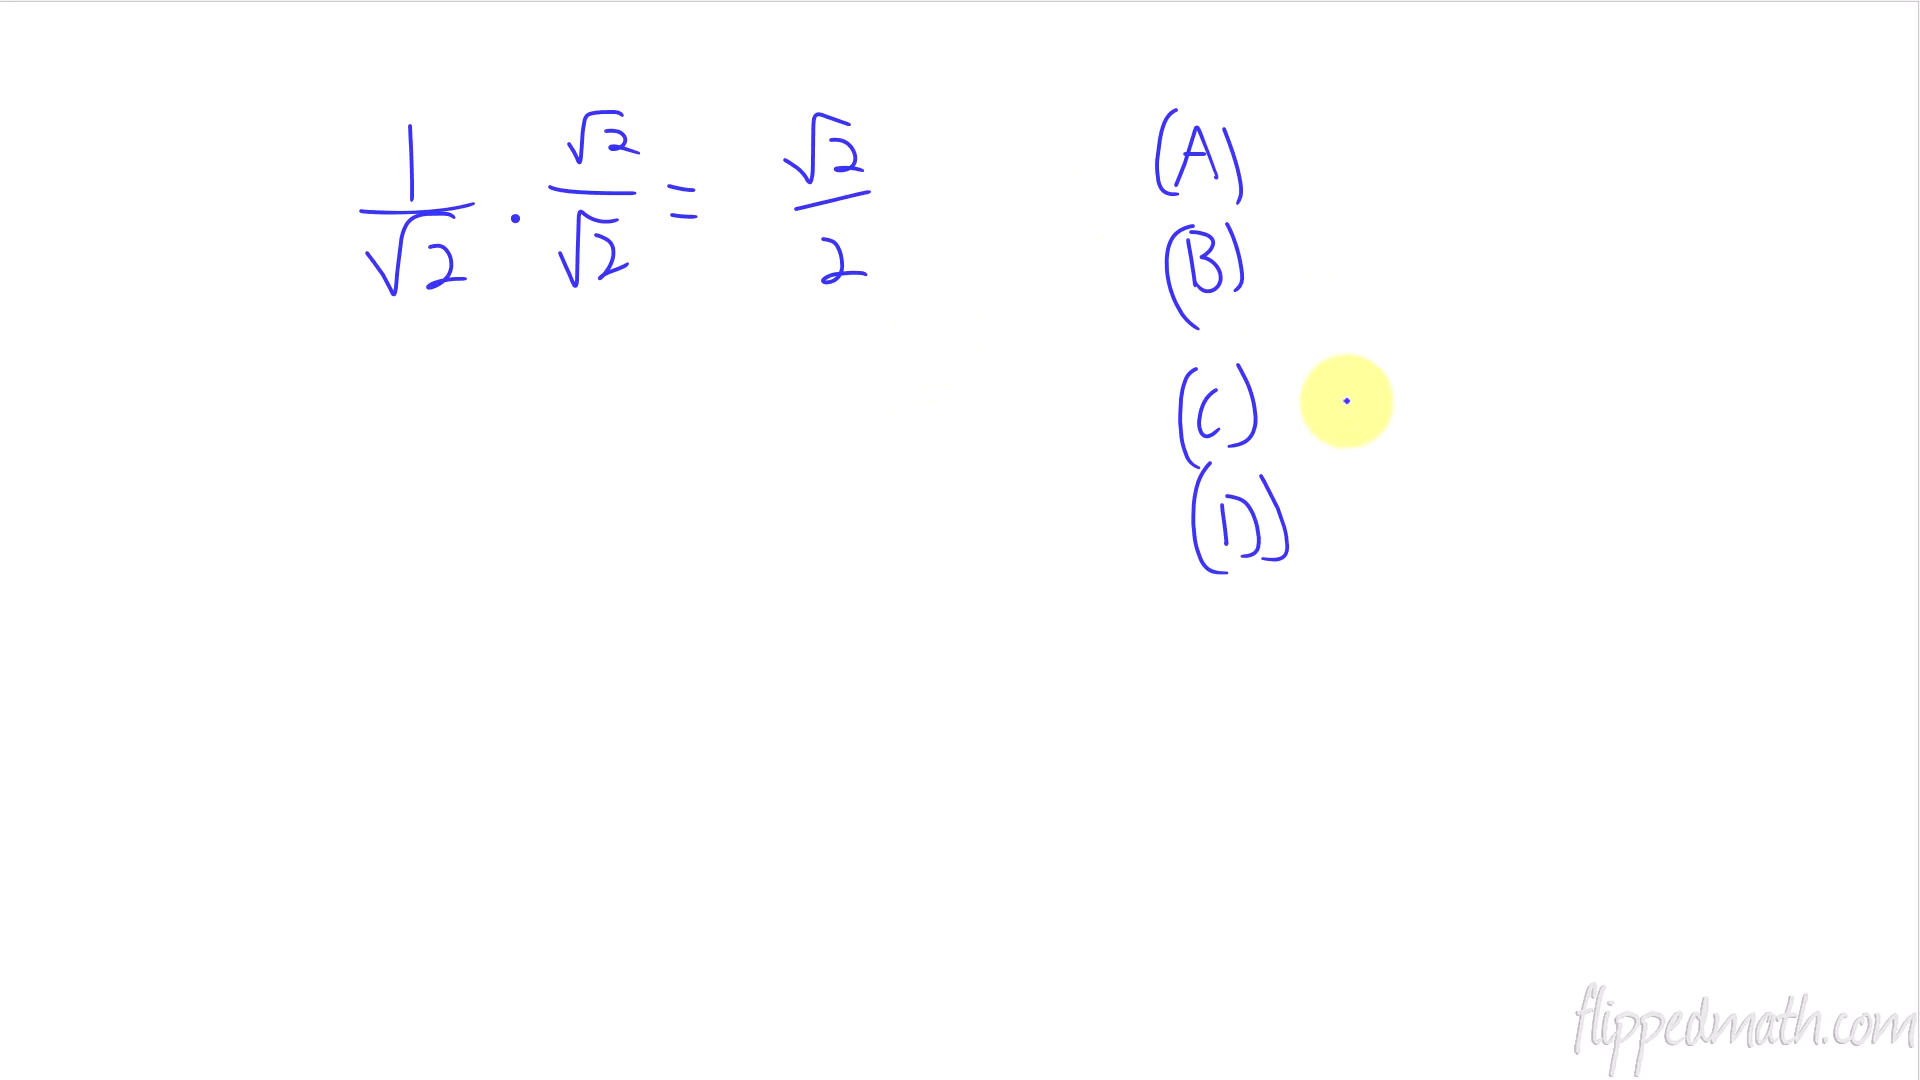 1/√2 · √2/√2 = √2/2
(A)
(B)
(C)
(D)
flippedmath.com